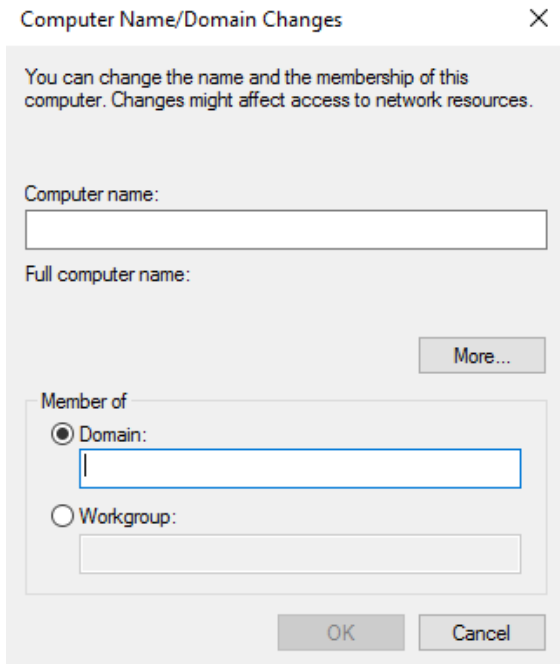 Computer Name/Domain Changes
You can change the name and the membership of this
computer. Changes might affect access to network resources.
Computer name:
Full computer name:
More...
Member of
Domain:
Workgroup:
OK
Cancel